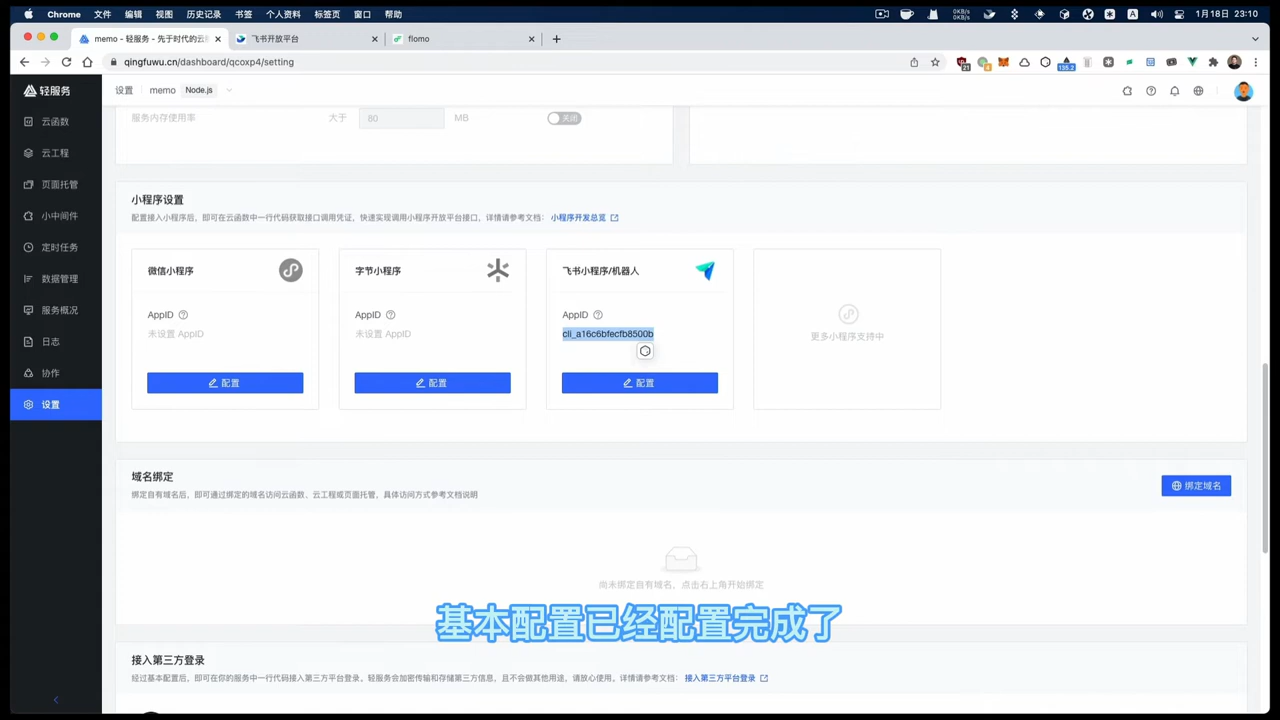 Chrome 文件 编辑 视图 历史记录 书签 个人资料 标签页 窗口 帮助
0KB/s
0KB/s
A
1月18日 23:10
memo - 轻服务 - 先于时代的云
飞书开放平台
flomo
qingfuwu.cn/dashboard/qcoxp4/setting
轻服务
设置 memo Node.js
云函数
云工程
页面托管
小中间件
定时任务
数据管理
服务概况
日志
协作
设置
服务内存使用率 大于 80 MB 关闭
小程序设置
配置接入小程序后，即可在云函数中一行代码获取接口调用凭证，快速实现调用小程序开放平台接口，详情请参考文档： 小程序开发总览
微信小程序
AppID
未设置 AppID
配置
字节小程序
AppID
未设置 AppID
配置
飞书小程序/机器人
AppID
cli_a16c6bfecfb8500b
配置
更多小程序支持中
域名绑定
绑定自有域名后，即可通过绑定的域名访问云函数、云工程或页面托管，具体访问方式参考文档说明
绑定域名
尚未绑定自有域名，点击右上角开始绑定
基本配置已经配置完成了
接入第三方登录
经过基本配置后，即可在你的服务中一行代码接入第三方平台登录。轻服务会加密传输和存储第三方信息，且不会做其他用途，请放心使用。详情请参考文档： 接入第三方平台登录